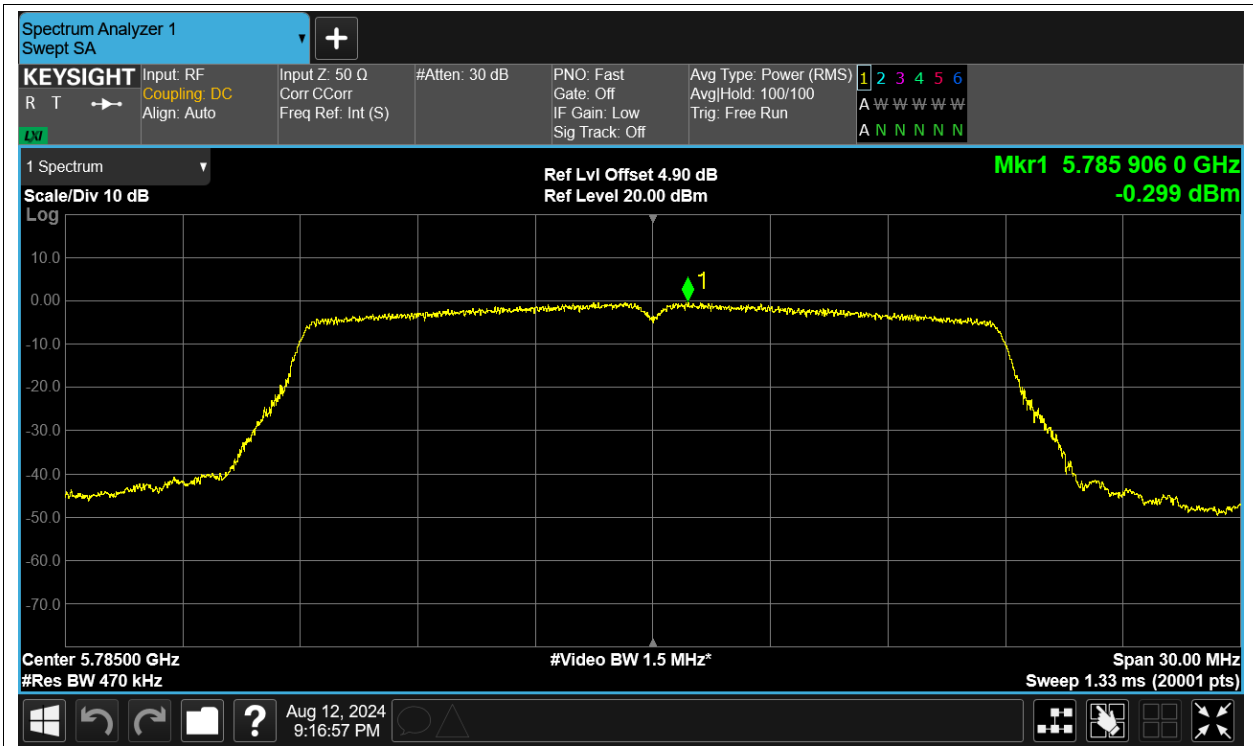 Spectrum Analyzer 1
Swept SA
KEYSIGHT
R T
LXI
Input: RF
Coupling: DC
Align: Auto
Input Z: 50 Ω
Corr CCorr
Freq Ref: Int (S)
#Atten: 30 dB
PNO: Fast
Gate: Off
IF Gain: Low
Sig Track: Off
Avg Type: Power (RMS)
Avg|Hold: 100/100
Trig: Free Run
1 2 3 4 5 6
A W W W W W
A N N N N N
1 Spectrum
Scale/Div 10 dB
Ref Lvl Offset 4.90 dB
Ref Level 20.00 dBm
Mkr1 5.785 906 0 GHz
-0.299 dBm
Log
10.0
0.00
-10.0
-20.0
-30.0
-40.0
-50.0
-60.0
-70.0
1
Center 5.78500 GHz
#Res BW 470 kHz
#Video BW 1.5 MHz*
Span 30.00 MHz
Sweep 1.33 ms (20001 pts)
?
Aug 12, 2024
9:16:57 PM